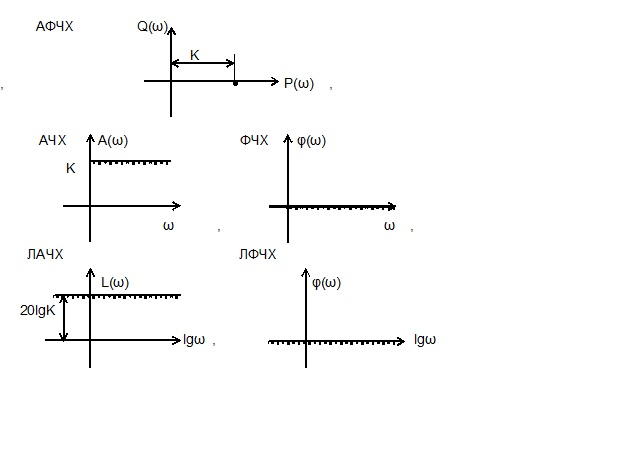 АФЧХ Q(ω)
K
, P(ω) ,
АЧХ A(ω) ФЧХ φ(ω)
K
ω , ω ,
ЛАЧХ ЛФЧХ
L(ω) φ(ω)
20lgK
lgω , lgω